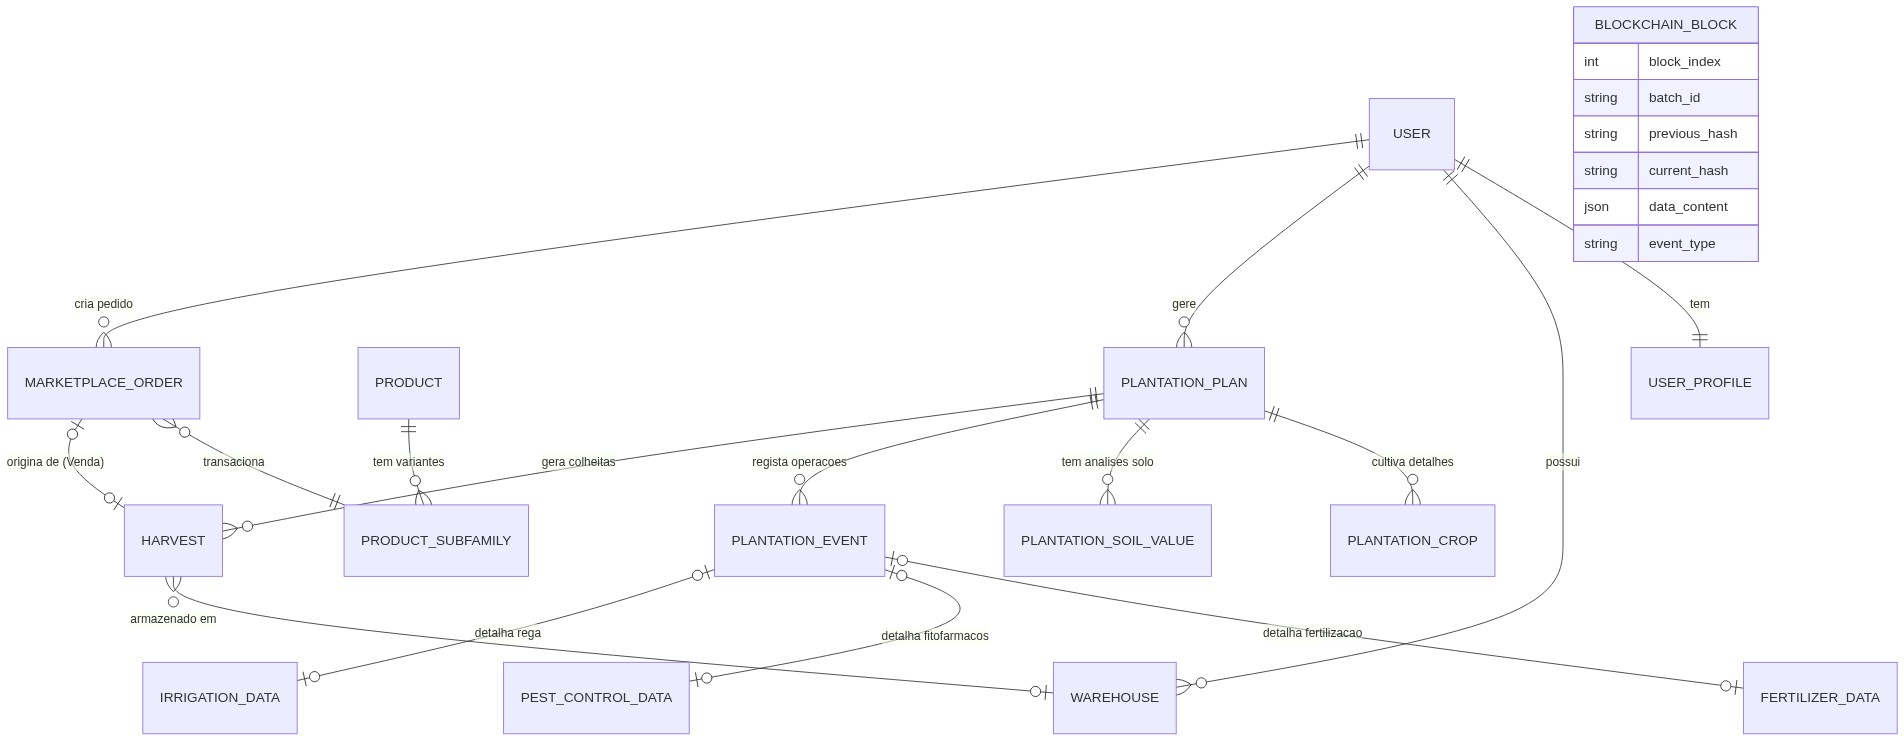 BLOCKCHAIN_BLOCK
int block_index
string batch_id
string previous_hash
string current_hash
json data_content
string event_type
USER
cria pedido
gere
tem
MARKETPLACE_ORDER
PRODUCT
PLANTATION_PLAN
USER_PROFILE
origina de (Venda)
transaciona
tem variantes
gera colheitas
regista operacoes
tem analises solo
cultiva detalhes
possui
HARVEST
PRODUCT_SUBFAMILY
PLANTATION_EVENT
PLANTATION_SOIL_VALUE
PLANTATION_CROP
armazenado em
detalha rega
detalha fitofarmacos
detalha fertilizacao
IRRIGATION_DATA
PEST_CONTROL_DATA
WAREHOUSE
FERTILIZER_DATA